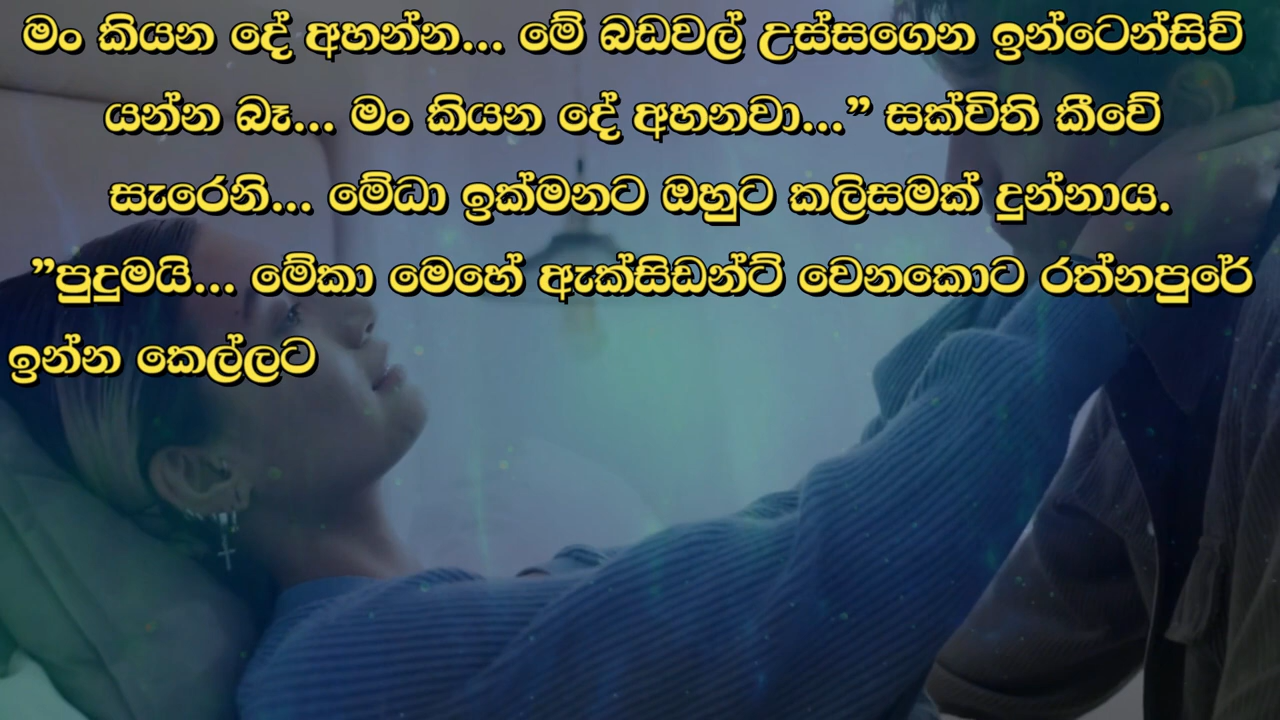 මං කියන දේ අහන්න... මේ බඩවල් උස්සගෙන ඉන්ටෙන්සිව්
යන්න බෑ... මං කියන දේ අහනවා...” සක්විති කීවේ
සැරෙනි... මේධා ඉක්මනට ඔහුට කලිසමක් දුන්නාය.
”පුදුමයි... මේකා මෙහේ ඇක්සිඩන්ට් වෙනකොට රත්නපුරේ
ඉන්න කෙල්ලට